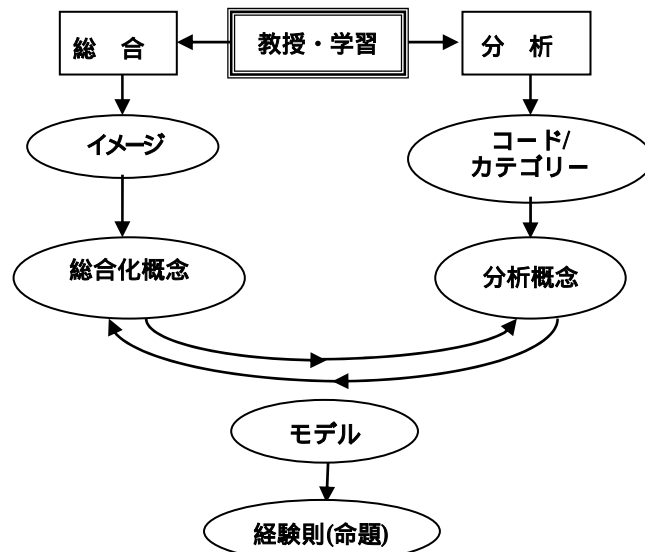 総　合
教授・学習
分　析
イメージ
コード/
カテゴリー
総合化概念
分析概念
モデル
経験則(命題)